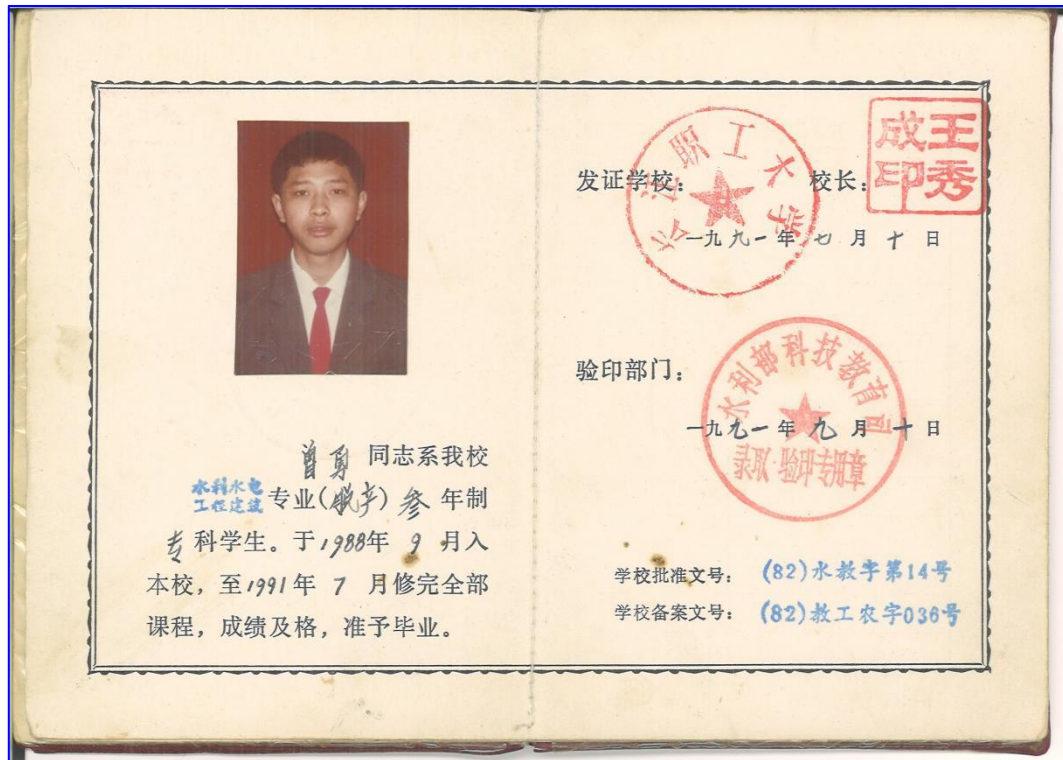 曾勇 同志系我校
水利水电
工程建筑 专业(脱产) 叁 年制
专 科学生。于1988年 9 月入
本校，至1991年 7 月修完全部
课程，成绩及格，准予毕业。
发证学校： 校长：
长江职工大学
王秀
成印
一九九一年 七 月 十 日
验印部门：
水利部科技教育司
录取·验印专用章
一九九一年 九 月 十 日
学校批准文号： (82)水教字第14号
学校备案文号： (82)教工农字036号